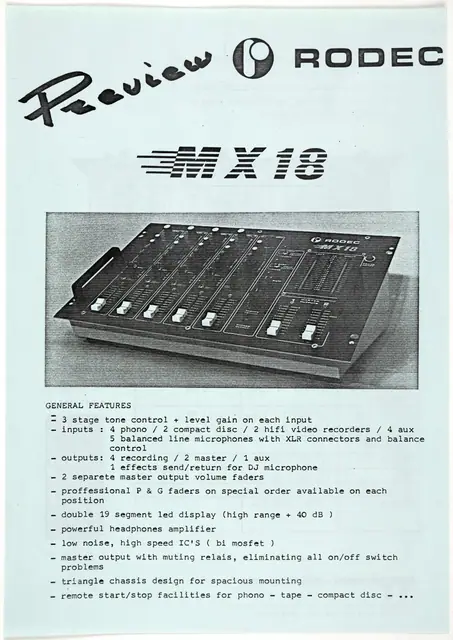 Preview
RODEC
MX18
RODEC
MX18
GENERAL FEATURES
- 3 stage tone control + level gain on each input
- inputs : 4 phono / 2 compact disc / 2 hifi video recorders / 4 aux
5 balanced line microphones with XLR connectors and balance
control
- outputs: 4 recording / 2 master / 1 aux
1 effects send/return for DJ microphone
- 2 separete master output volume faders
- proffessional P & G faders on special order available on each
position
- double 19 segment led display (high range + 40 dB )
- powerful headphones amplifier
- low noise, high speed IC'S ( bi mosfet )
- master output with muting relais, eliminating all on/off switch
problems
- triangle chassis design for spacious mounting
- remote start/stop facilities for phono - tape - compact disc - ...